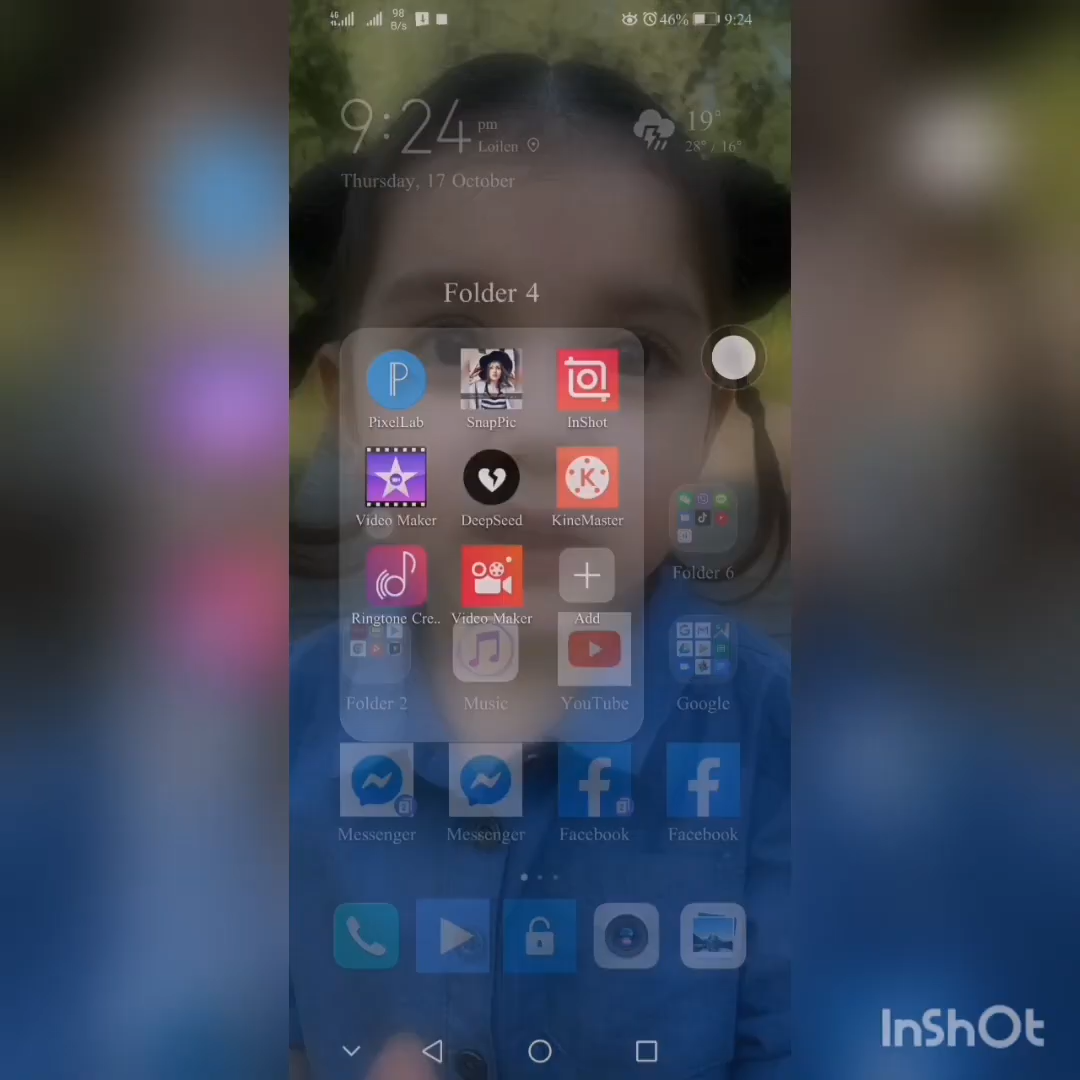 4G
98
B/s
46%
9:24
9:24
pm
Loilen
19°
28° / 16°
Thursday, 17 October
Folder 4
PixelLab
SnapPic
InShot
Video Maker
DeepSeed
KineMaster
Ringtone Cre..
Video Maker
Add
Folder 6
Folder 2
Music
YouTube
Google
Messenger
Messenger
Facebook
Facebook
InShOt